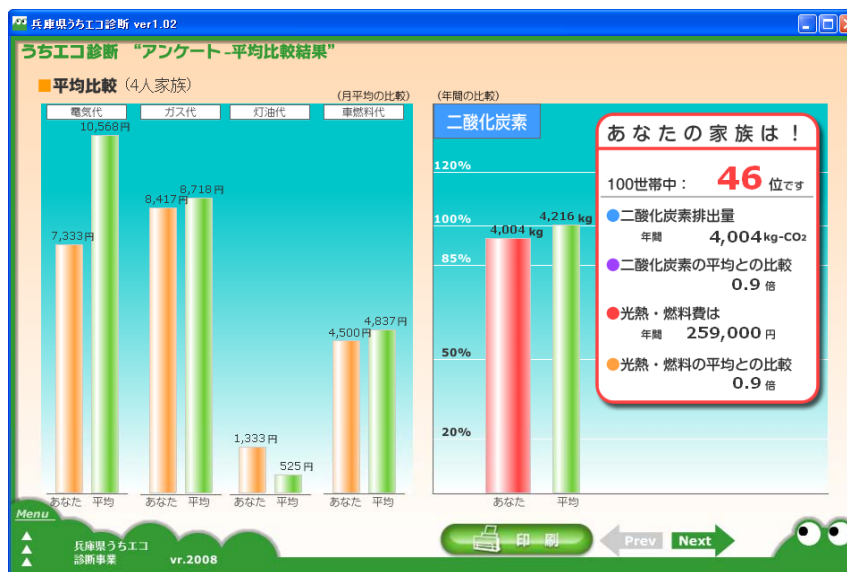 兵庫県うちエコ診断 ver1.02
うちエコ診断 “アンケート-平均比較結果”
■平均比較（4人家族）
（月平均の比較）
電気代
ガス代
灯油代
車燃料代
10,568円
7,333円
8,417円
8,718円
1,333円
525円
4,500円
4,837円
あなた 平均
あなた 平均
あなた 平均
あなた 平均
（年間の比較）
二酸化炭素
120%
100%
85%
50%
20%
4,004 kg
4,216 kg
あなた
平均
あなたの家族は！
100世帯中： 46 位です
●二酸化炭素排出量
年間 4,004kg-CO2
●二酸化炭素の平均との比較
0.9 倍
●光熱・燃料費は
年間 259,000 円
●光熱・燃料の平均との比較
0.9 倍
Menu
兵庫県うちエコ
診断事業 vr.2008
印 刷
Prev
Next